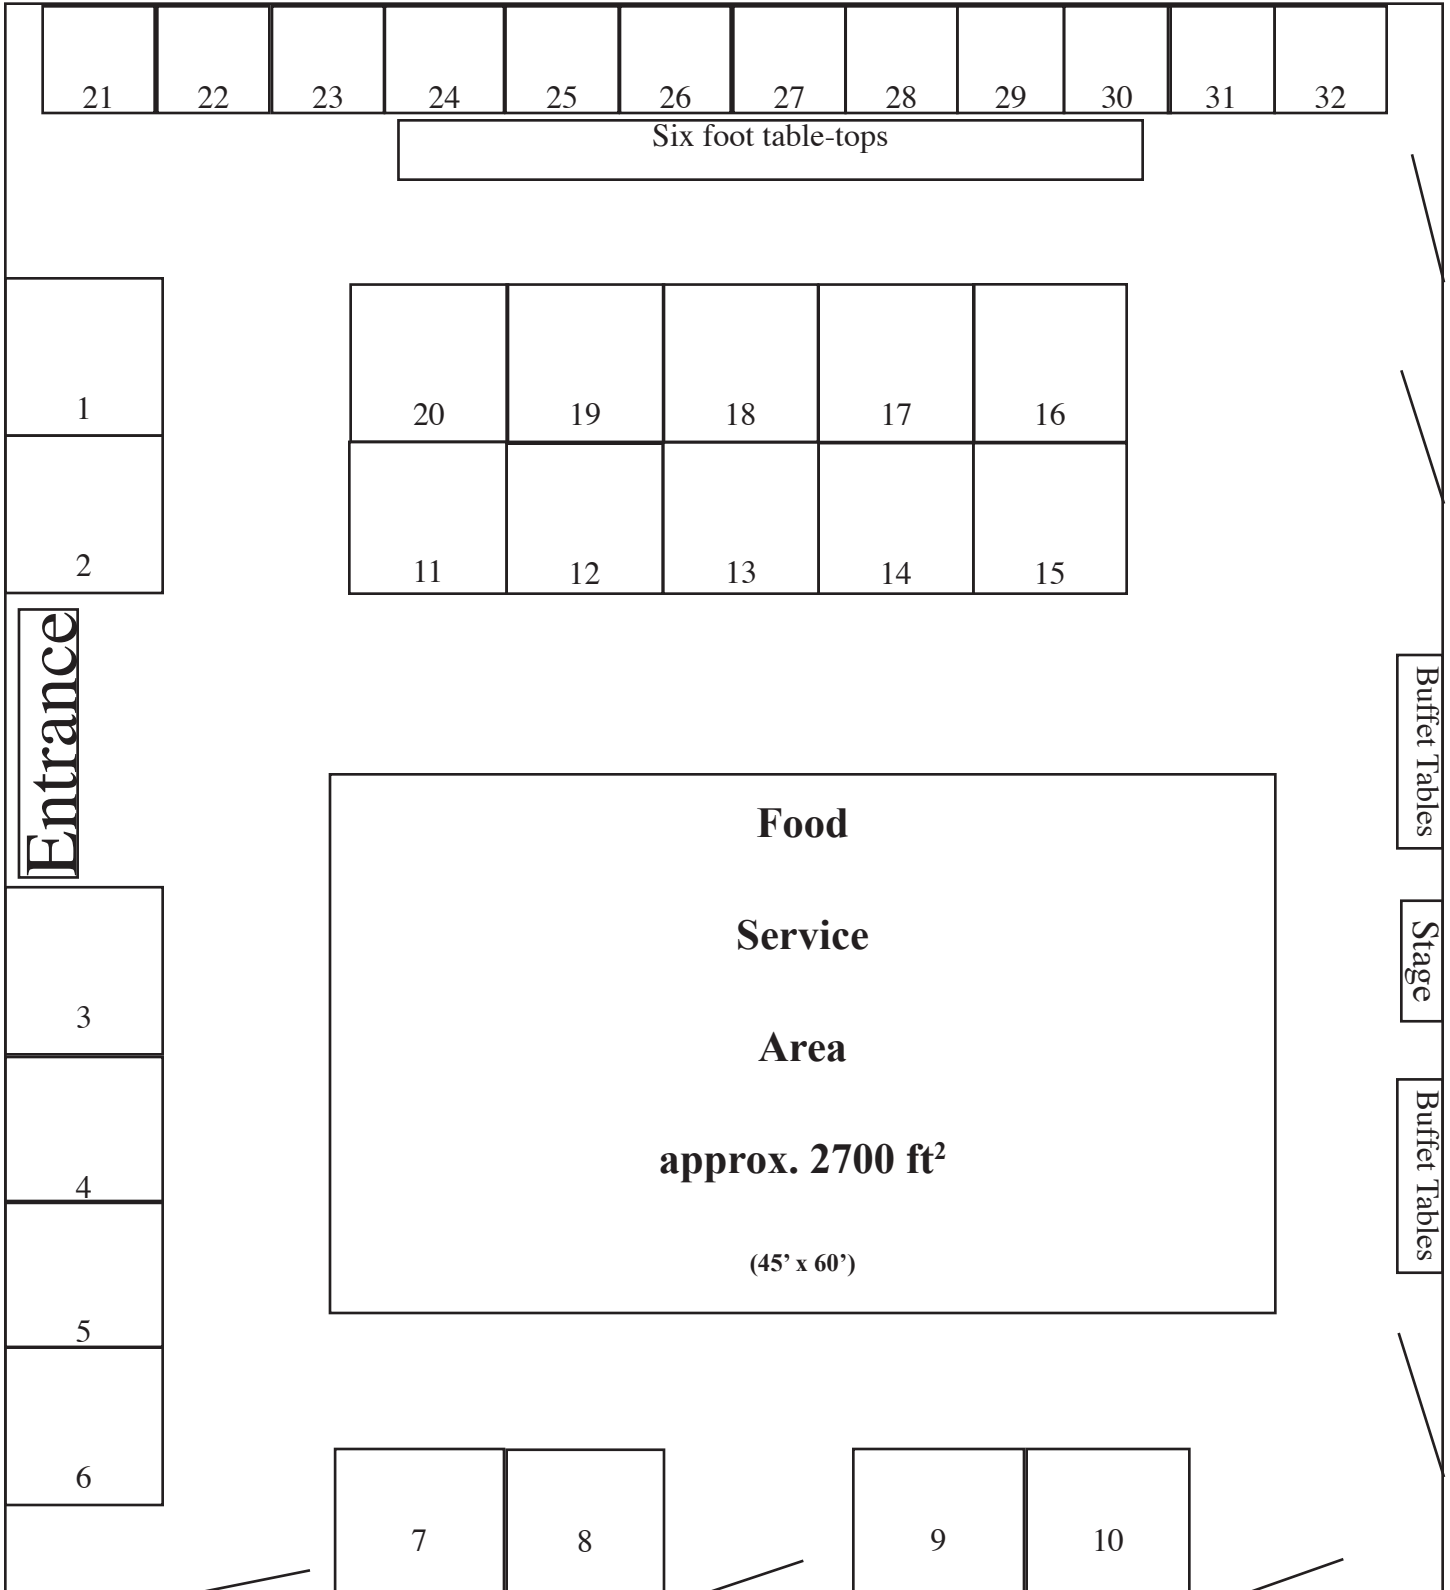 21 22 23 24 25 26 27 28 29 30 31 32
Six foot table-tops
1
20 19 18 17 16
2
11 12 13 14 15
Entrance
Buffet Tables
Food
Service
Area
approx. 2700 ft²
(45’ x 60’)
Stage
Buffet Tables
3
4
5
6
7 8 9 10